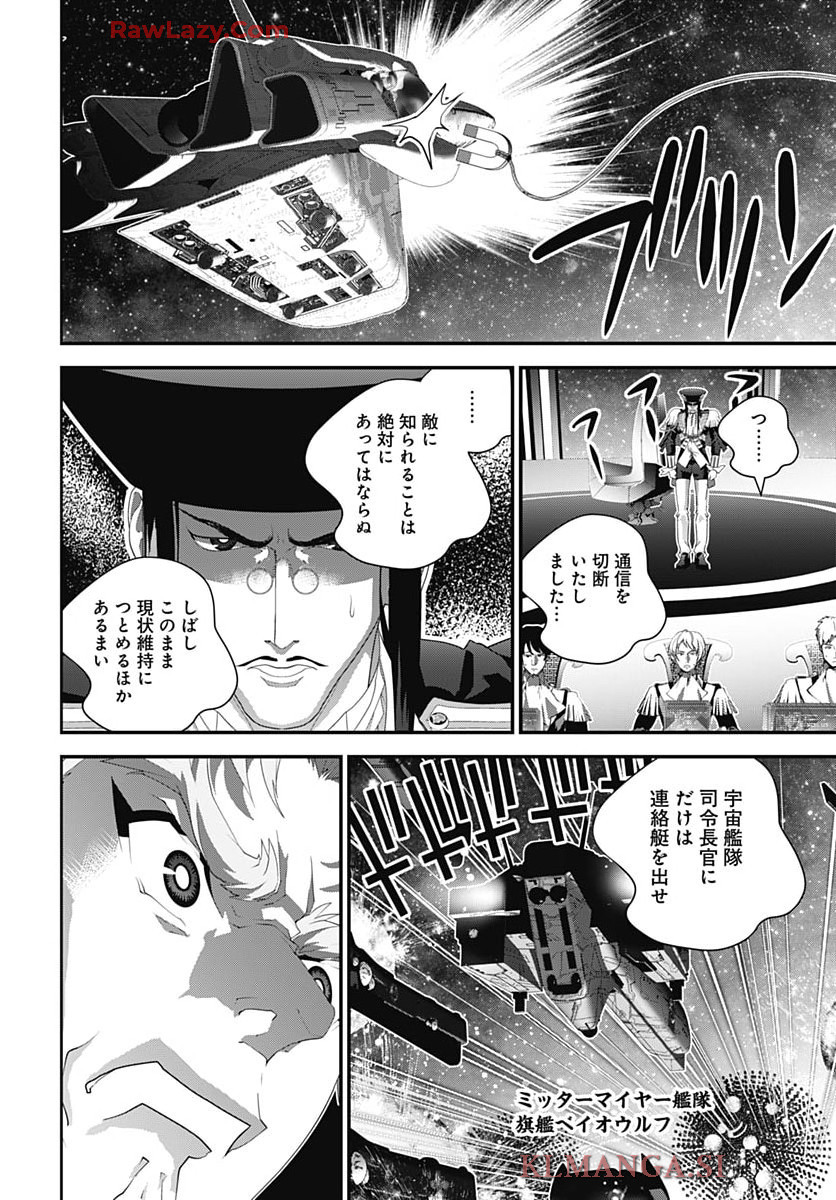 RawLazy.Com
ブツン
つ……
通信を
切断
いたし
ました…
……
敵に
知られることは
絶対に
あってはならぬ
しばし
このまま
現状維持に
つとめるほか
あるまい
宇宙艦隊
司令長官に
だけは
連絡艇を出せ
ミッターマイヤー艦隊
旗艦ベイオウルフ
KLMANGA.SI